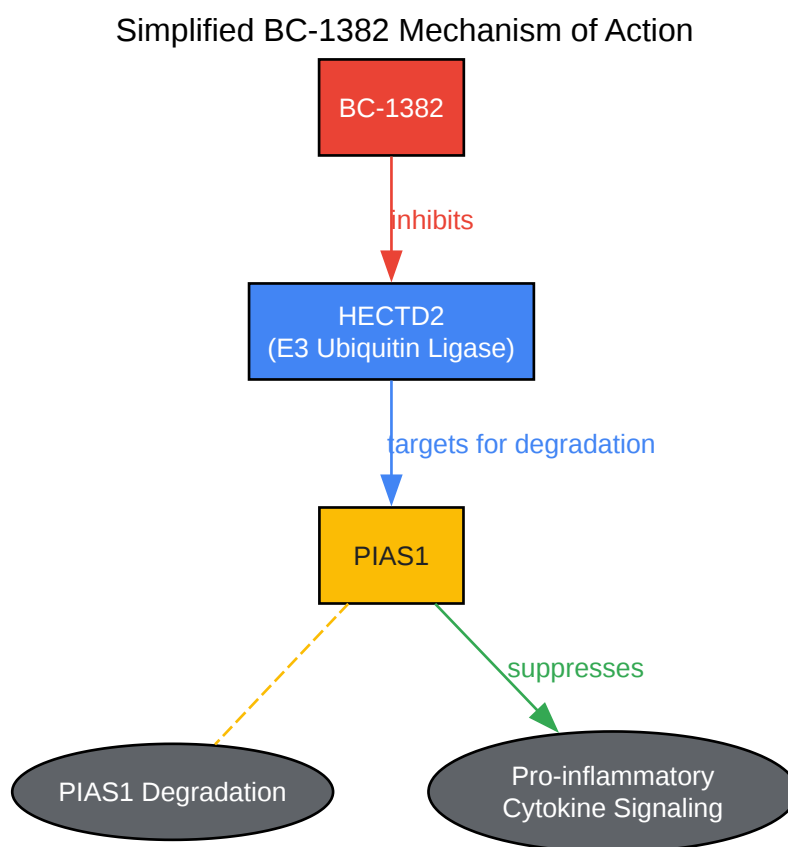 Simplified BC-1382 Mechanism of Action
BC-1382
inhibits
HECTD2
(E3 Ubiquitin Ligase)
targets for degradation
PIAS1
suppresses
PIAS1 Degradation
Pro-inflammatory
Cytokine Signaling